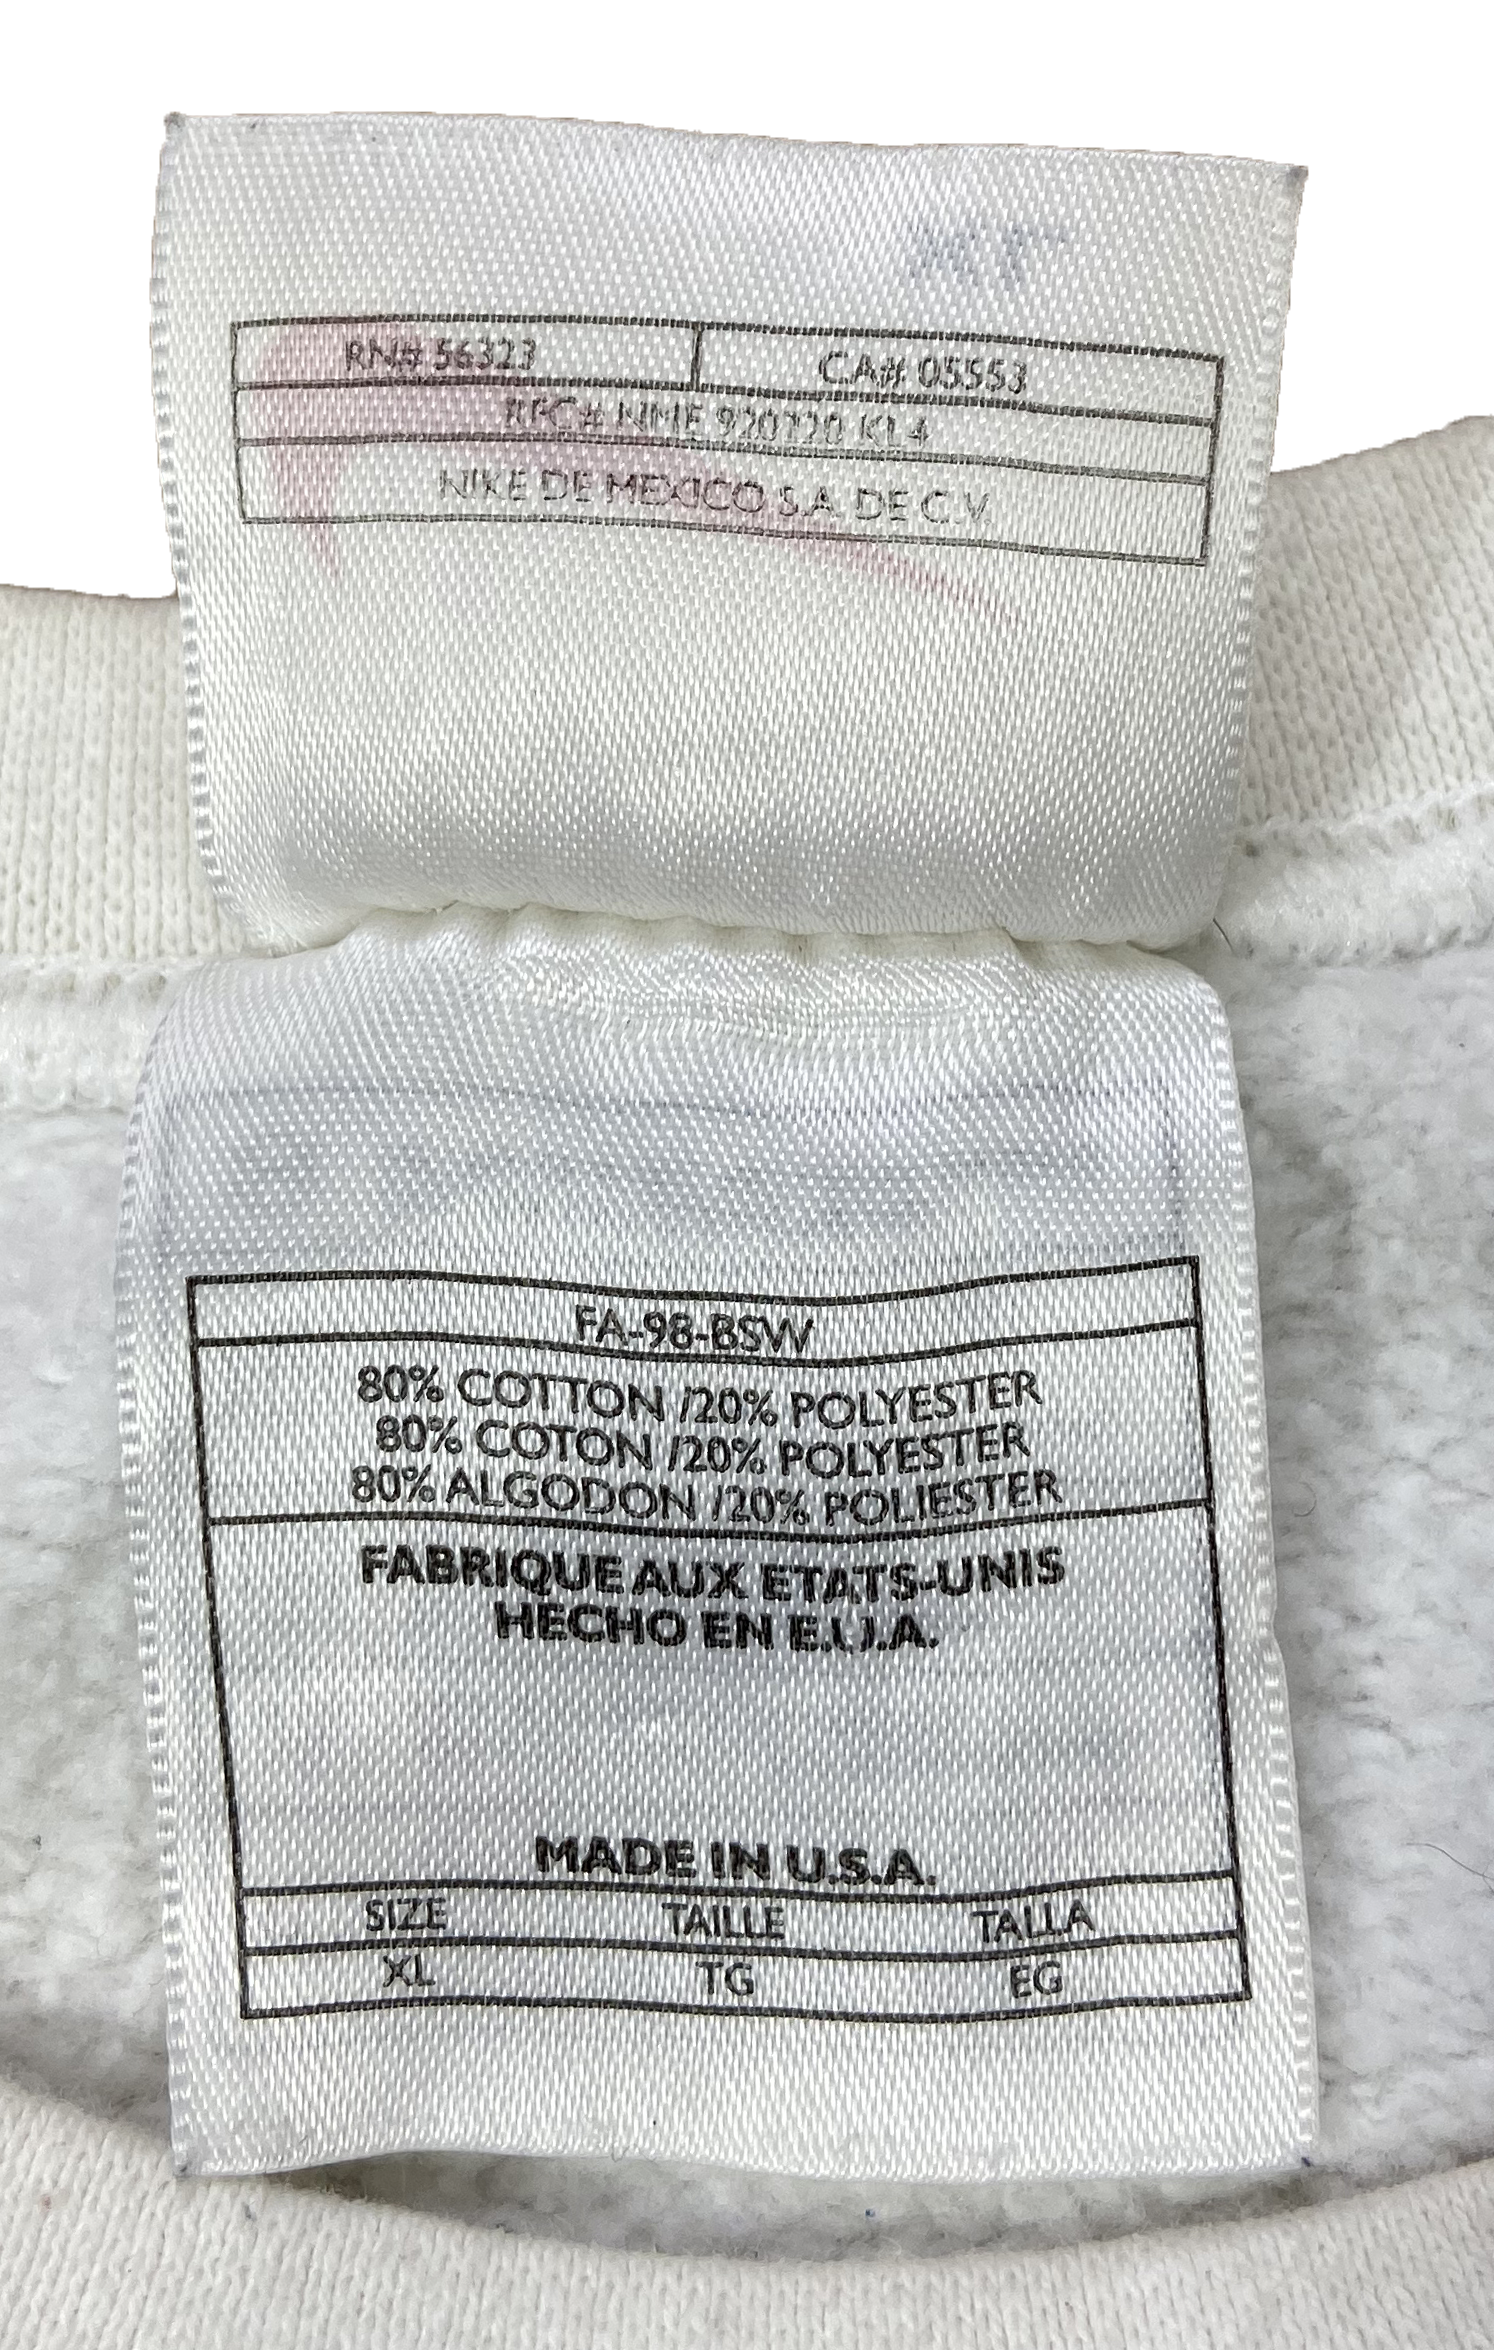 RN# 56323 CA# 05553
RFC# NME 920120 KL4
NIKE DE MEXICO S.A. DE C.V.
FA-98-BSW
80% COTTON /20% POLYESTER
80% COTON /20% POLYESTER
80% ALGODON /20% POLIESTER
FABRIQUE AUX ETATS-UNIS
HECHO EN E.U.A.
MADE IN U.S.A.
SIZE TAILLE TALLA
XL TG EG